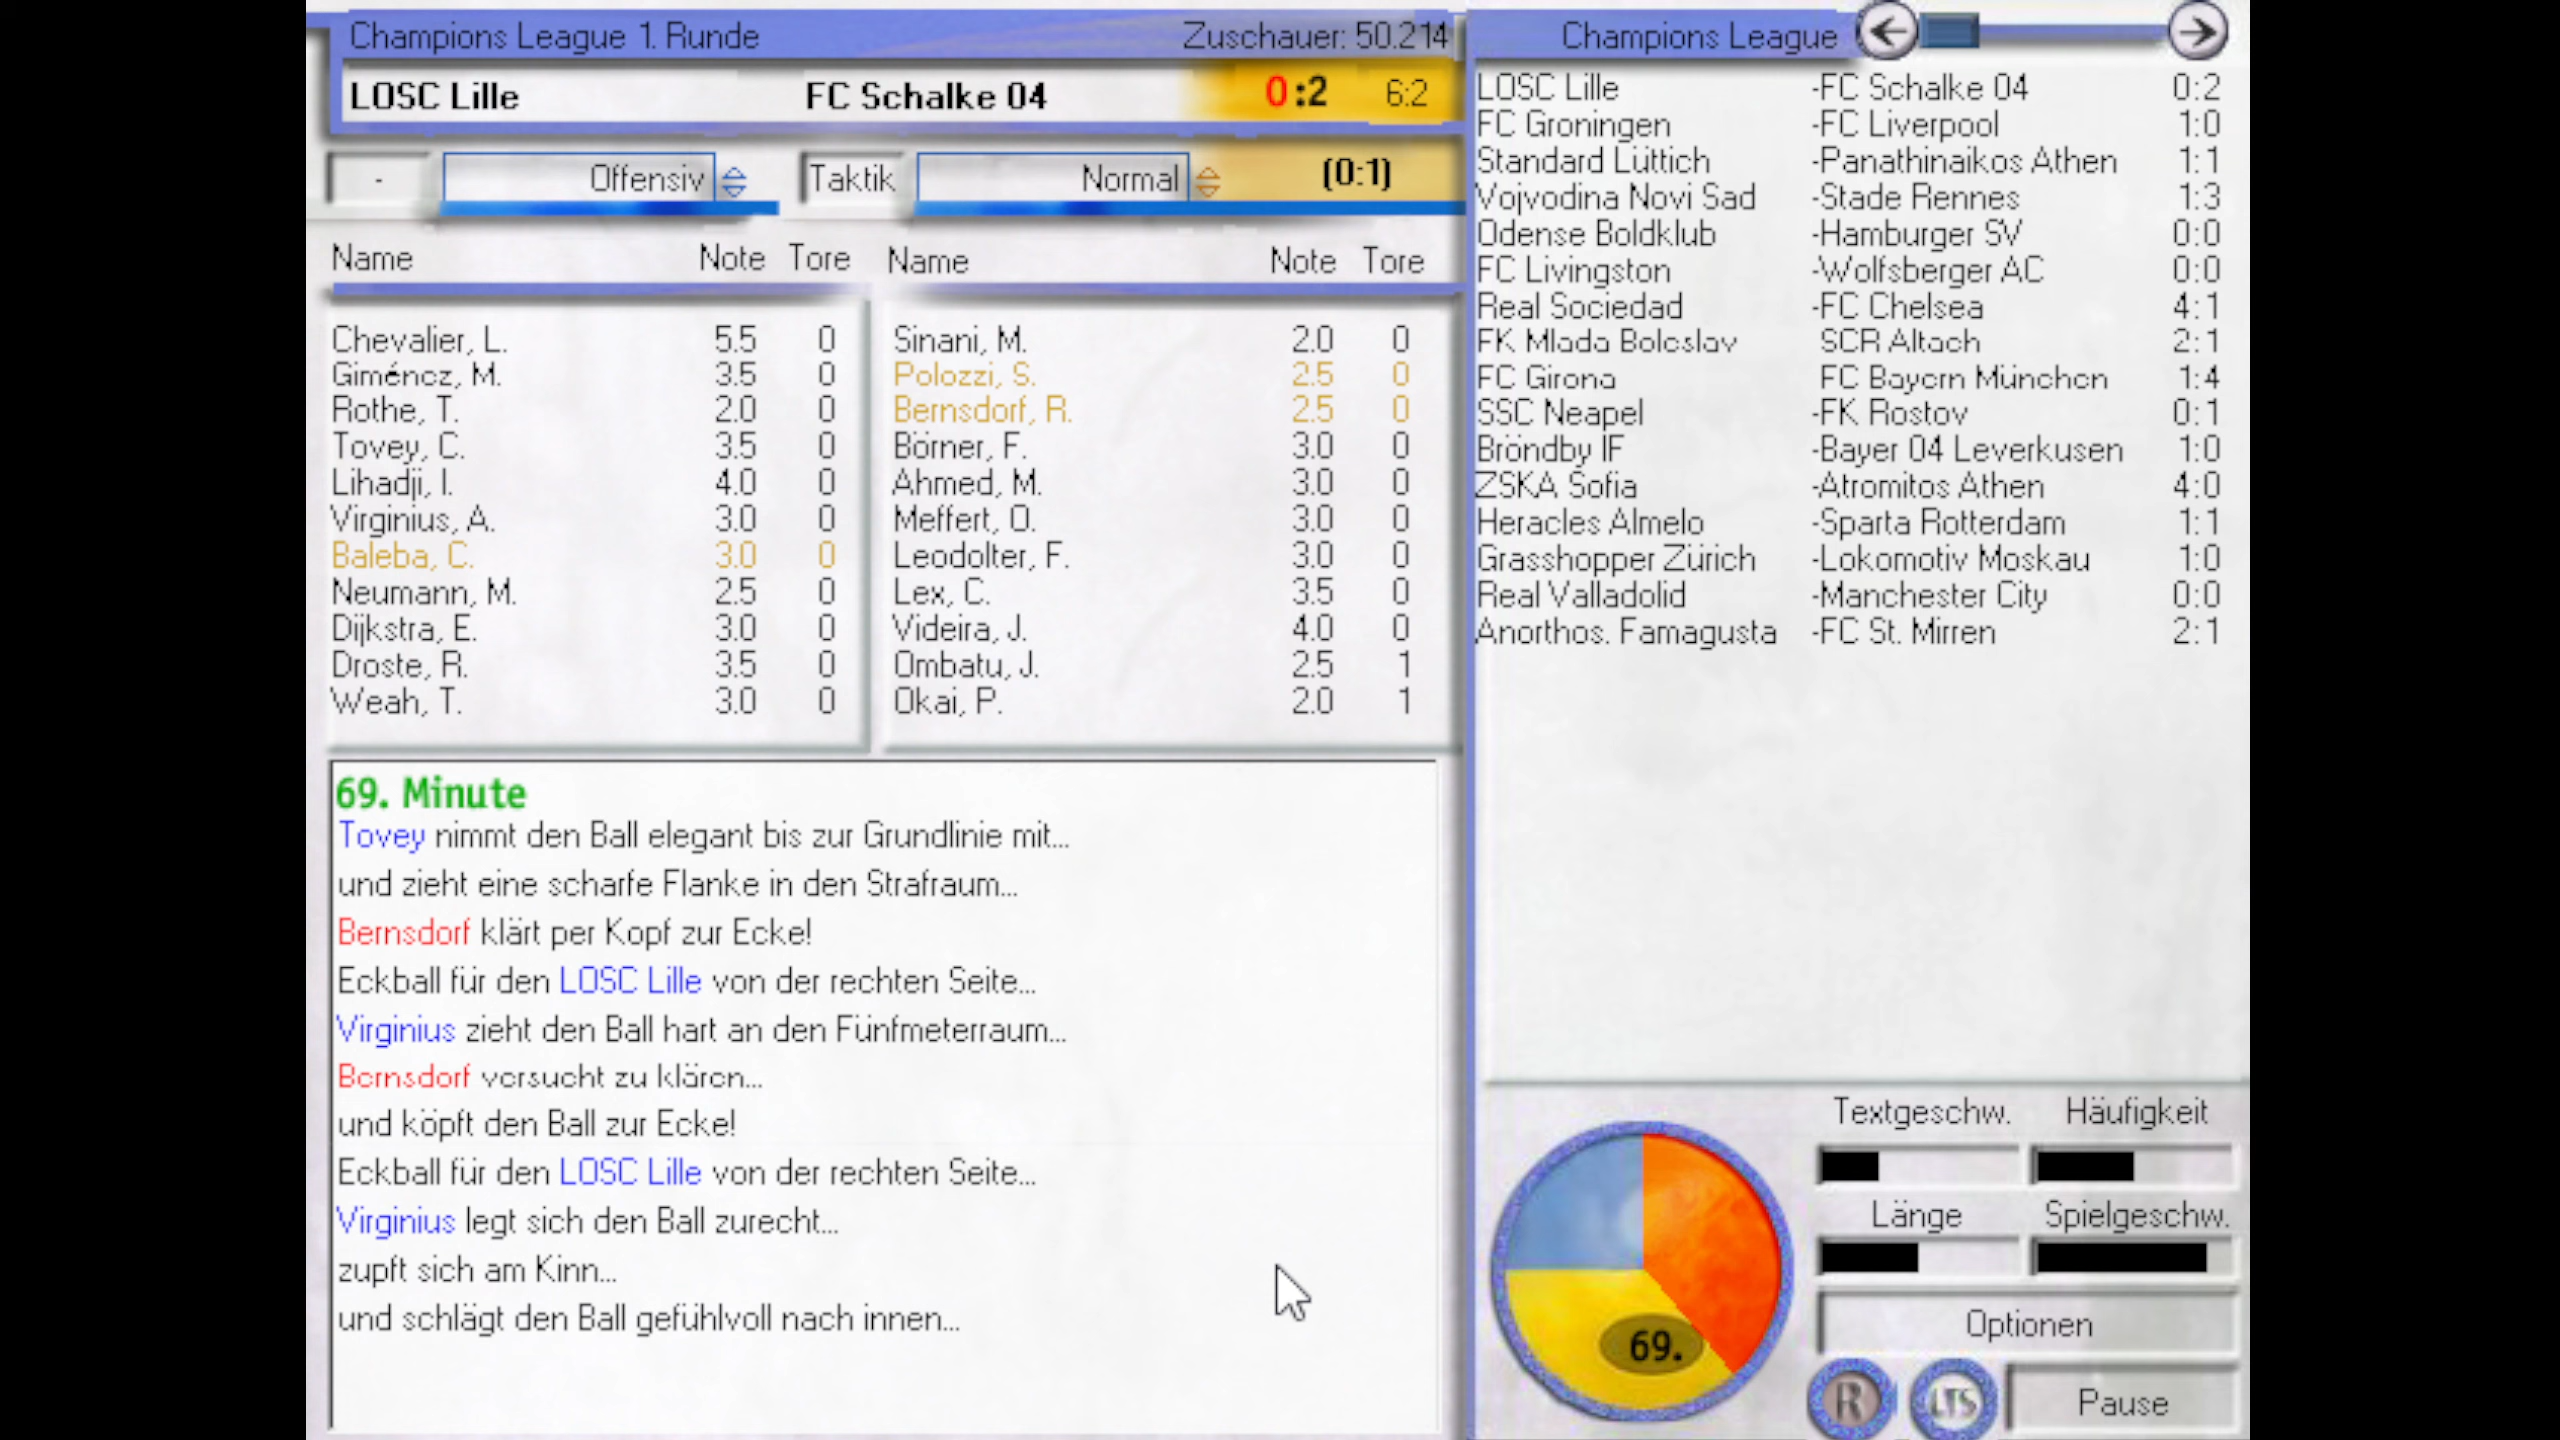 Champions League 1. Runde Zuschauer: 50.214
LOSC Lille FC Schalke 04 0:2 6:2
- Offensiv Taktik Normal (0:1)
Name Note Tore Name Note Tore
Chevalier, L. 5.5 0 Sinani, M. 2.0 0
Giménez, M. 3.5 0 Polozzi, S. 2.5 0
Rothe, T. 2.0 0 Bernsdorf, R. 2.5 0
Tovey, C. 3.5 0 Börner, F. 3.0 0
Lihadji, I. 4.0 0 Ahmed, M. 3.0 0
Virginius, A. 3.0 0 Meffert, O. 3.0 0
Baleba, C. 3.0 0 Leodolter, F. 3.0 0
Neumann, M. 2.5 0 Lex, C. 3.5 0
Dijkstra, E. 3.0 0 Videira, J. 4.0 0
Droste, R. 3.5 0 Ombatu, J. 2.5 1
Weah, T. 3.0 0 Okai, P. 2.0 1
69. Minute
Tovey nimmt den Ball elegant bis zur Grundlinie mit...
und zieht eine scharfe Flanke in den Strafraum...
Bernsdorf klärt per Kopf zur Ecke!
Eckball für den LOSC Lille von der rechten Seite...
Virginius zieht den Ball hart an den Fünfmeterraum...
Bernsdorf versucht zu klären...
und köpft den Ball zur Ecke!
Eckball für den LOSC Lille von der rechten Seite...
Virginius legt sich den Ball zurecht...
zupft sich am Kinn...
und schlägt den Ball gefühlvoll nach innen...
Champions League
LOSC Lille -FC Schalke 04 0:2
FC Groningen -FC Liverpool 1:0
Standard Lüttich -Panathinaikos Athen 1:1
Vojvodina Novi Sad -Stade Rennes 1:3
Odense Boldklub -Hamburger SV 0:0
FC Livingston -Wolfsberger AC 0:0
Real Sociedad -FC Chelsea 4:1
FK Mlada Boleslav SCR Altach 2:1
FC Girona FC Bayern München 1:4
SSC Neapel -FK Rostov 0:1
Bröndby IF -Bayer 04 Leverkusen 1:0
ZSKA Sofia -Atromitos Athen 4:0
Heracles Almelo -Sparta Rotterdam 1:1
Grasshopper Zürich -Lokomotiv Moskau 1:0
Real Valladolid -Manchester City 0:0
Anorthos. Famagusta -FC St. Mirren 2:1
Textgeschw. Häufigkeit
Länge Spielgeschw.
69.
Optionen
R LTS Pause